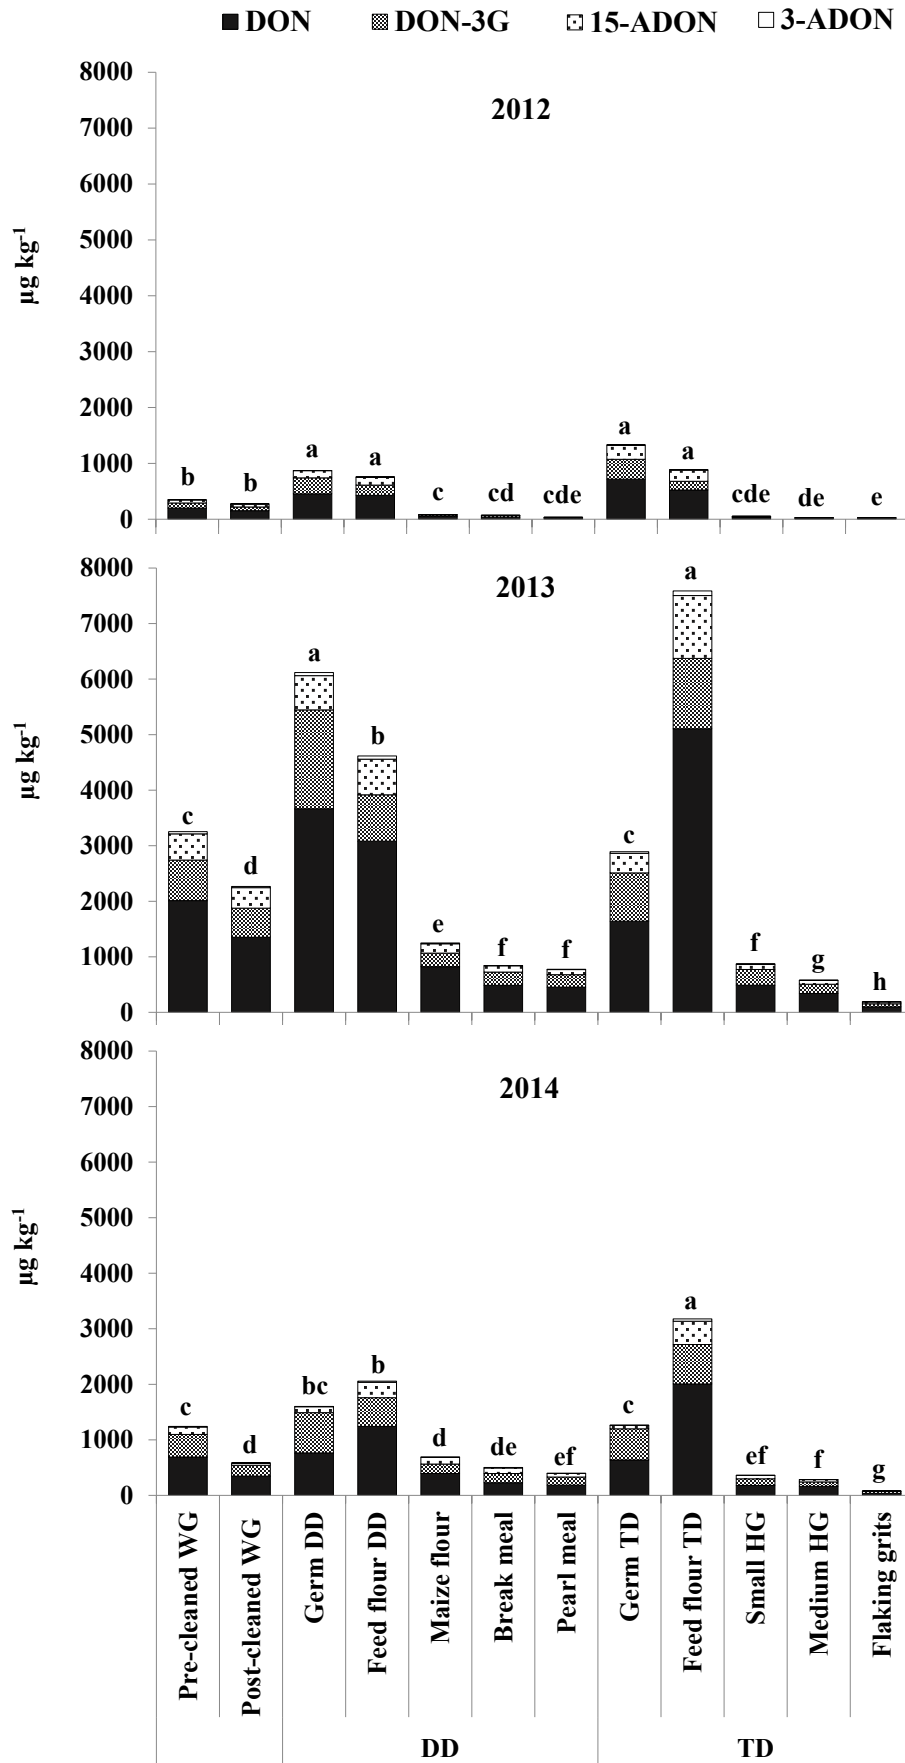 DON DON-3G 15-ADON 3-ADON
8000
2012
7000
6000
5000
µg kg-1
4000
3000
2000
a a
1000 a a
b b c cd cde cde de e
0
8000
2013 a
7000
a
6000
b
5000
µg kg-1
4000
c
3000 c
d
2000
e f f f g
1000 h
0
8000
2014
7000
6000
5000
µg kg-1
4000
a
3000
b
2000 bc
c c
1000 d d de ef ef f g
0
Pre-cleaned WG
Post-cleaned WG
Germ DD
Feed flour DD
Maize flour
Break meal
Pearl meal
Germ TD
Feed flour TD
Small HG
Medium HG
Flaking grits
DD TD